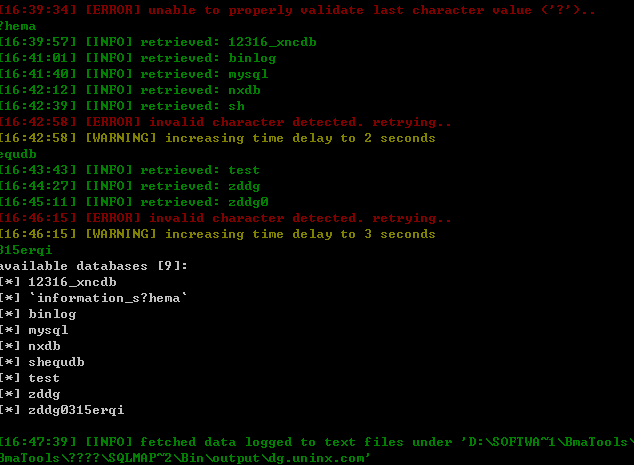 [16:39:34] [ERROR] unable to properly validate last character value ('?')..
?hema
[16:39:57] [INFO] retrieved: 12316_xncdb
[16:41:01] [INFO] retrieved: binlog
[16:41:40] [INFO] retrieved: mysql
[16:42:12] [INFO] retrieved: nxdb
[16:42:39] [INFO] retrieved: sh
[16:42:58] [ERROR] invalid character detected. retrying..
[16:42:58] [WARNING] increasing time delay to 2 seconds
equdb
[16:43:43] [INFO] retrieved: test
[16:44:27] [INFO] retrieved: zddg
[16:45:11] [INFO] retrieved: zddg0
[16:46:15] [ERROR] invalid character detected. retrying..
[16:46:15] [WARNING] increasing time delay to 3 seconds
315erqi
available databases [9]:
[*] 12316_xncdb
[*] `information_s?hema`
[*] binlog
[*] mysql
[*] nxdb
[*] shequdb
[*] test
[*] zddg
[*] zddg0315erqi
[16:47:39] [INFO] fetched data logged to text files under 'D:\SOFTWA~1\BmaTools\
BmaTools\????\SQLMAP~2\Bin\output\dg.uninx.com'